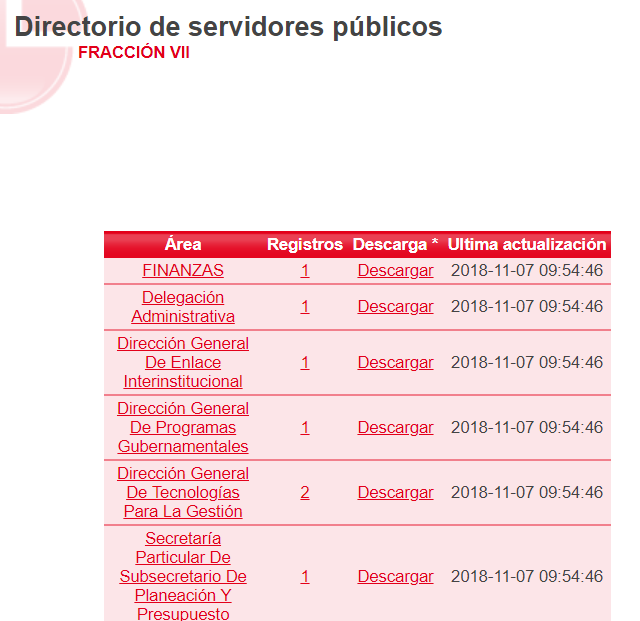 Directorio de servidores públicos
FRACCIÓN VII
Área Registros Descarga * Ultima actualización
FINANZAS 1 Descargar 2018-11-07 09:54:46
Delegación
Administrativa 1 Descargar 2018-11-07 09:54:46
Dirección General
De Enlace 1 Descargar 2018-11-07 09:54:46
Interinstitucional
Dirección General
De Programas 1 Descargar 2018-11-07 09:54:46
Gubernamentales
Dirección General
De Tecnologías 2 Descargar 2018-11-07 09:54:46
Para La Gestión
Secretaría
Particular De
Subsecretario De 1 Descargar 2018-11-07 09:54:46
Planeación Y
Presupuesto